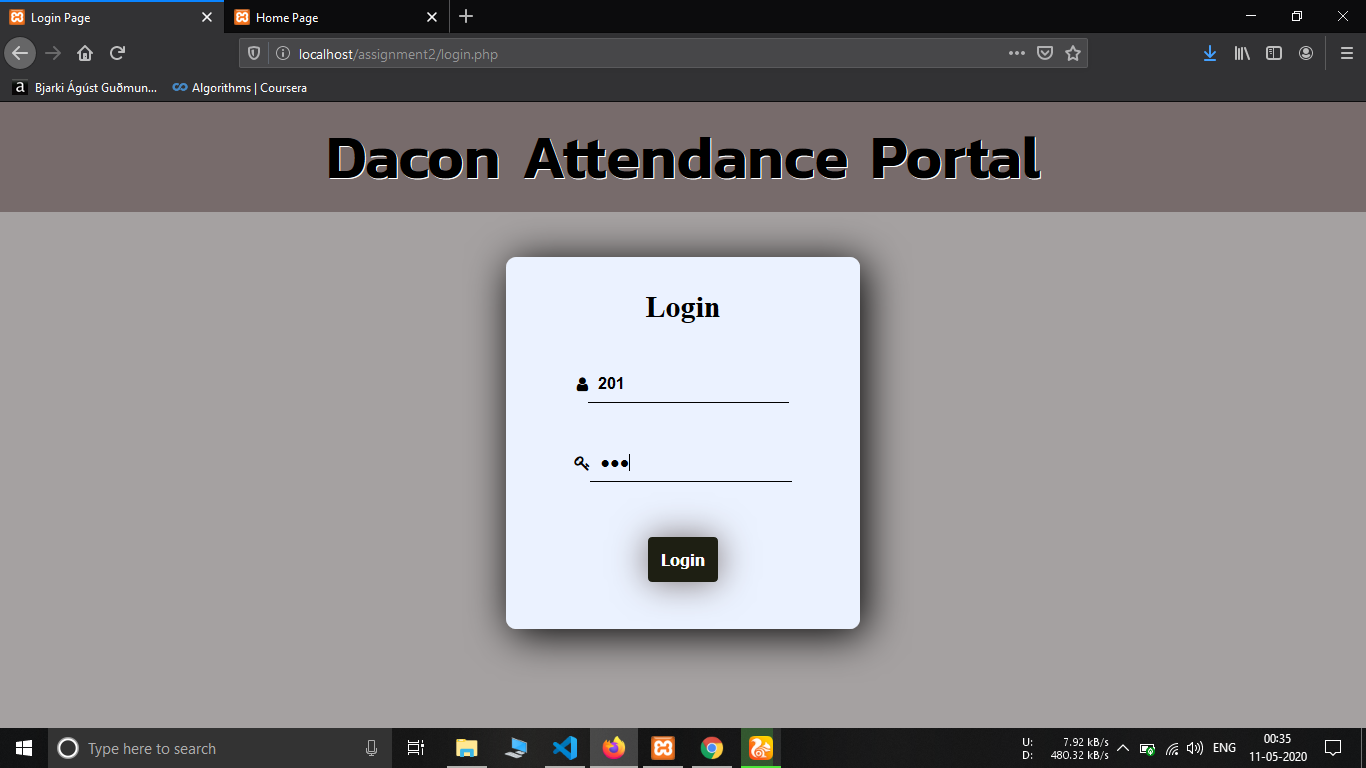 Login Page
Home Page
localhost/assignment2/login.php
a Bjarki Ágúst Guðmun...
Algorithms | Coursera
Dacon Attendance Portal
Login
201
Login
Type here to search
U: 7.92 kB/s
D: 480.32 kB/s
ENG
00:35
11-05-2020